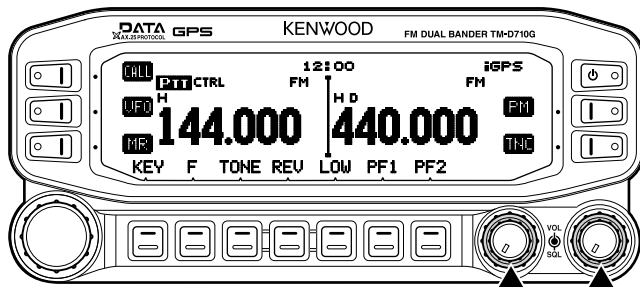 DATA GPS
AX.25 PROTOCOL
KENWOOD
FM DUAL BANDER TM-D710G
CALL
12:00
iGPS
PTT CTRL
FM
FM
H
H D
VFO
144.000
440.000
PM
MR
TNC
KEY F TONE REV LOW PF1 PF2
VOL
SQL